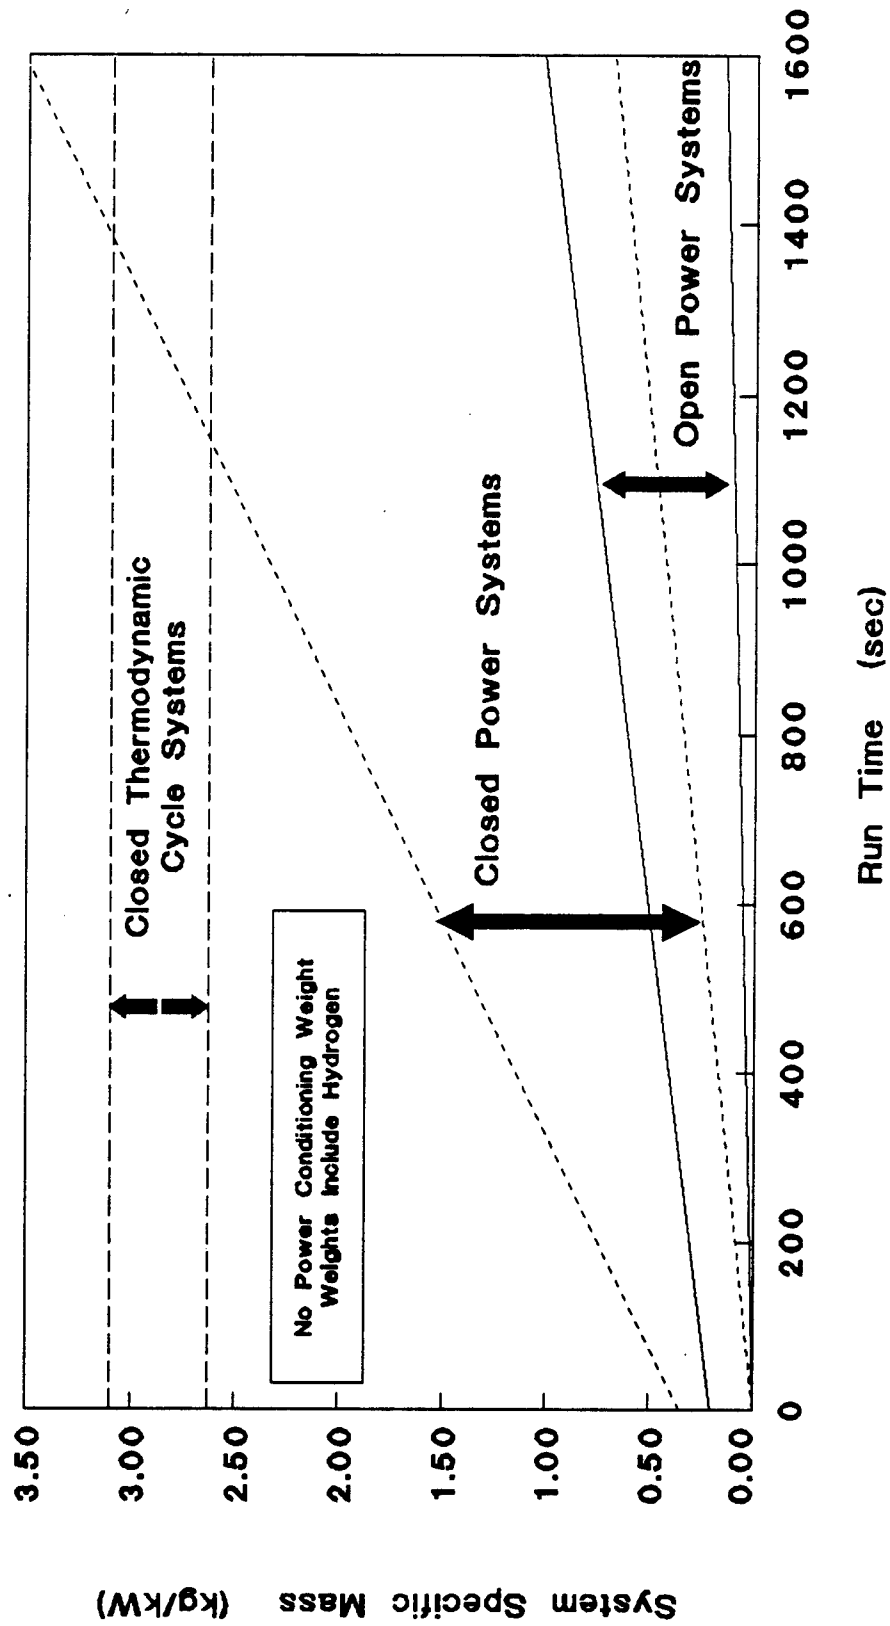 System Specific Mass (kg/kW)
3.50
3.00
2.50
2.00
1.50
1.00
0.50
0.00
Closed Thermodynamic
Cycle Systems
No Power Conditioning Weight
Weights Include Hydrogen
Closed Power Systems
Open Power Systems
0
200
400
600
800
1000
1200
1400
1600
Run Time (sec)